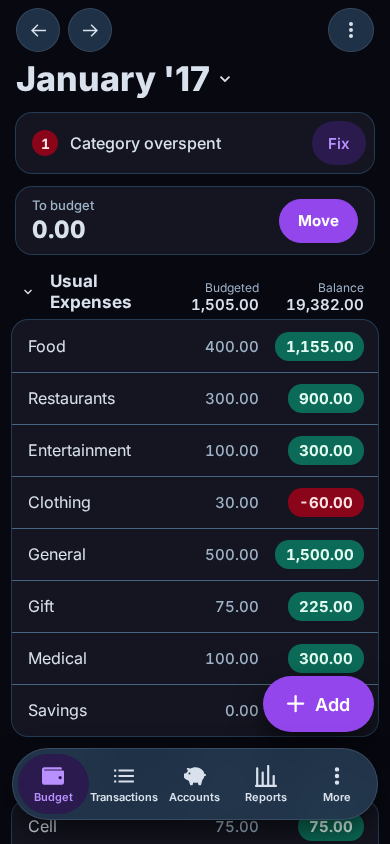 January '17
1 Category overspent Fix
To budget
0.00 Move
Usual Expenses Budgeted Balance
1,505.00 19,382.00
Food 400.00 1,155.00
Restaurants 300.00 900.00
Entertainment 100.00 300.00
Clothing 30.00 -60.00
General 500.00 1,500.00
Gift 75.00 225.00
Medical 100.00 300.00
Savings 0.00
+ Add
Budget Transactions Accounts Reports More
Cell 75.00 75.00